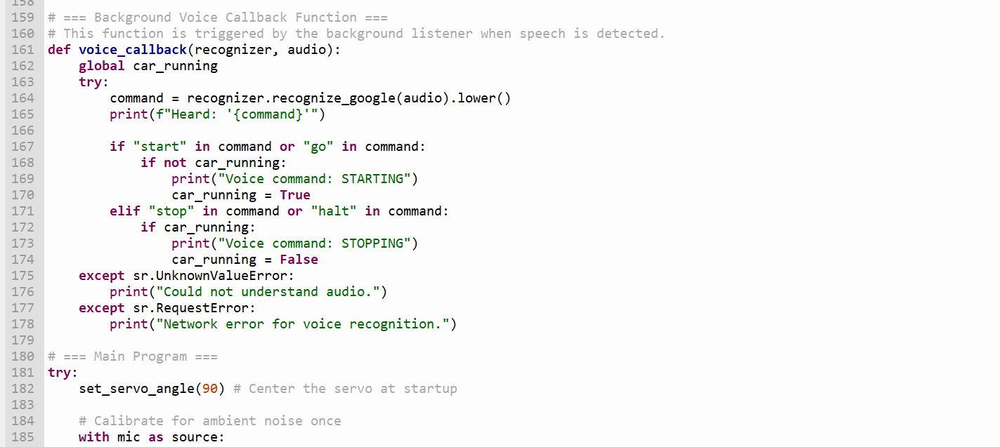 158
159 # === Background Voice Callback Function ===
160 # This function is triggered by the background listener when speech is detected.
161 def voice_callback(recognizer, audio):
162     global car_running
163     try:
164         command = recognizer.recognize_google(audio).lower()
165         print(f"Heard: '{command}'")
166
167         if "start" in command or "go" in command:
168             if not car_running:
169                 print("Voice command: STARTING")
170                 car_running = True
171         elif "stop" in command or "halt" in command:
172             if car_running:
173                 print("Voice command: STOPPING")
174                 car_running = False
175     except sr.UnknownValueError:
176         print("Could not understand audio.")
177     except sr.RequestError:
178         print("Network error for voice recognition.")
179
180 # === Main Program ===
181 try:
182     set_servo_angle(90) # Center the servo at startup
183
184     # Calibrate for ambient noise once
185     with mic as source: